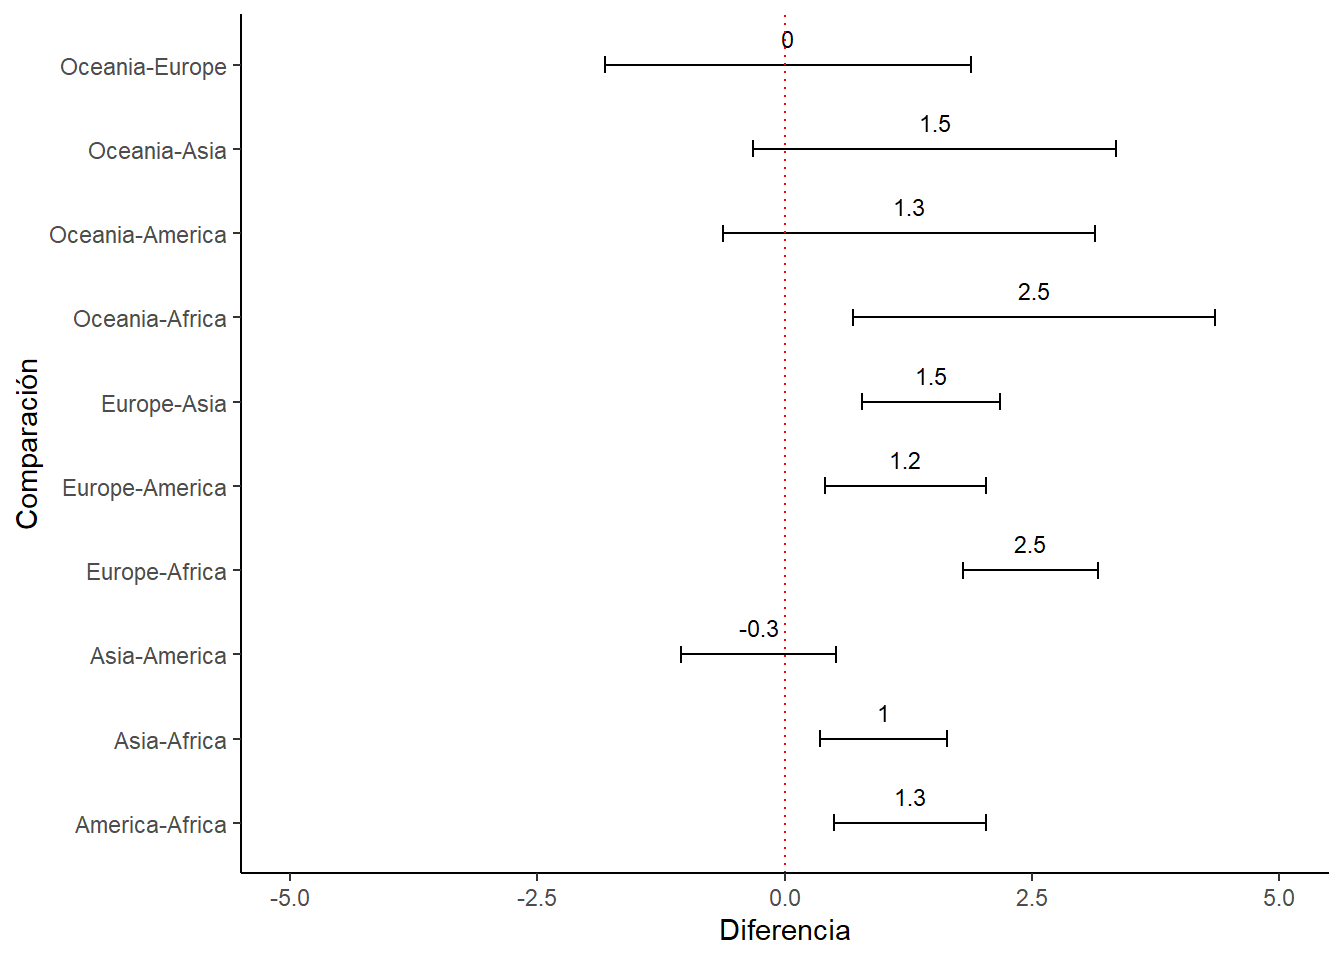 Comparación
Oceania-Europe
0
Oceania-Asia
1.5
Oceania-America
1.3
Oceania-Africa
2.5
Europe-Asia
1.5
Europe-America
1.2
Europe-Africa
2.5
Asia-America
-0.3
Asia-Africa
1
America-Africa
1.3
-5.0 -2.5 0.0 2.5 5.0
Diferencia